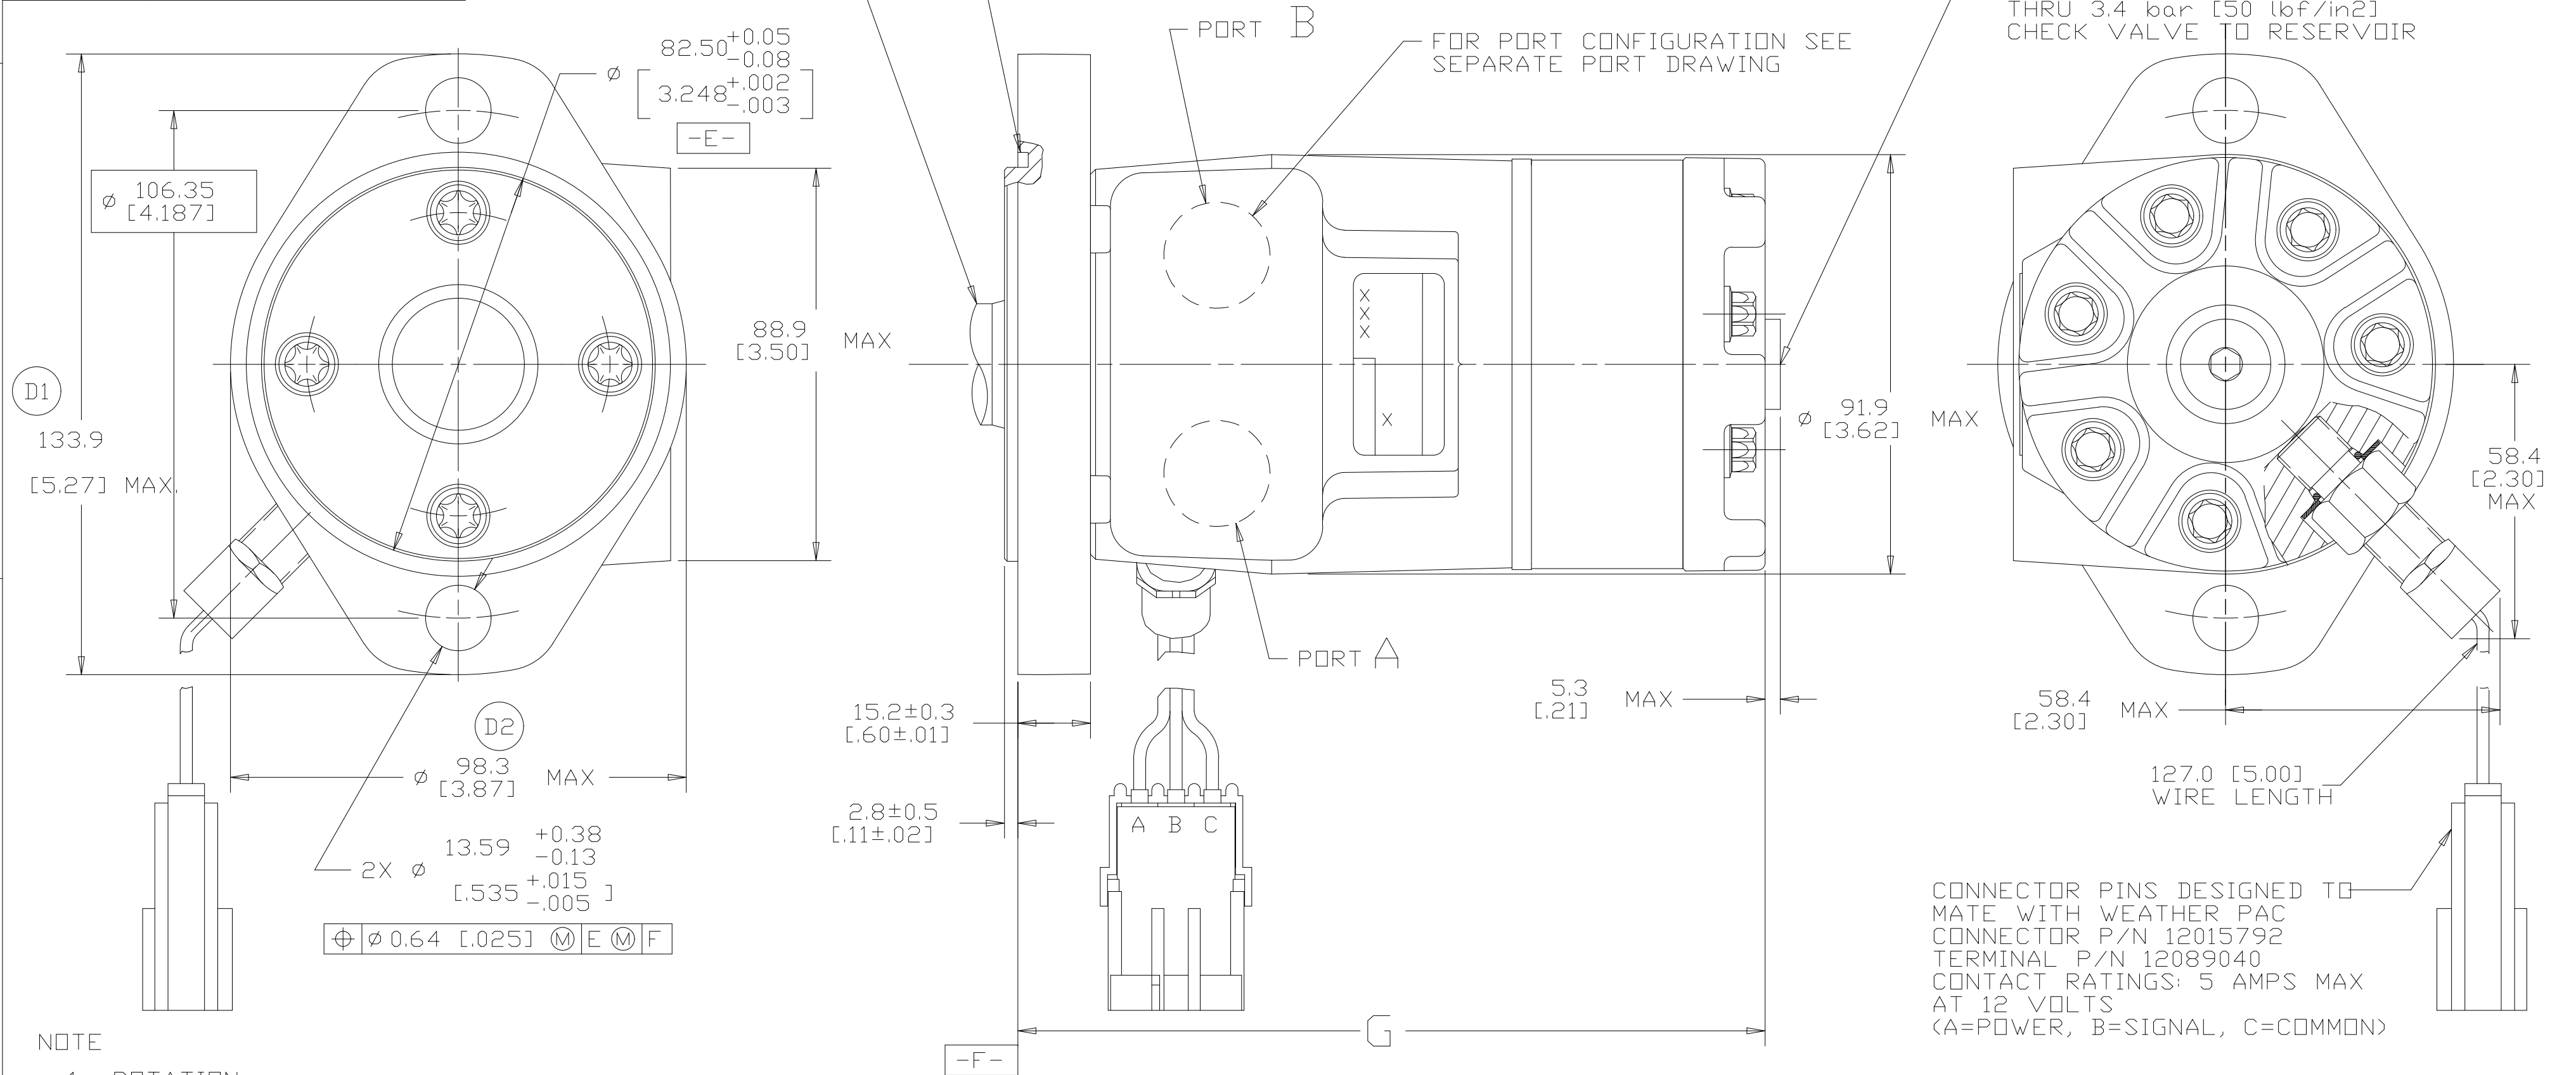 82.50 +0.05 -0.08
ø
3.248 +.002 -.003
-E-
ø 106.35
[4.187]
88.9
[3.50]
MAX
D1
133.9
[5.27] MAX.
D2
ø 98.3
[3.87]
MAX
2X ø 13.59 +0.38 -0.13
[.535 +.015 -.005 ]
⌖ ø 0.64 [.025] Ⓜ E Ⓜ F
NOTE
PORT B
FOR PORT CONFIGURATION SEE
SEPARATE PORT DRAWING
X
X
X
X
PORT A
15.2±0.3
[.60±.01]
2.8±0.5
[.11±.02]
A B C
5.3
[.21]
MAX
G
-F-
ø 91.9
[3.62]
MAX
THRU 3.4 bar [50 lbf/in2]
CHECK VALVE TO RESERVOIR
58.4
[2.30]
MAX
58.4
[2.30]
MAX
127.0 [5.00]
WIRE LENGTH
CONNECTOR PINS DESIGNED TO
MATE WITH WEATHER PAC
CONNECTOR P/N 12015792
TERMINAL P/N 12089040
CONTACT RATINGS: 5 AMPS MAX
AT 12 VOLTS
(A=POWER, B=SIGNAL, C=COMMON)